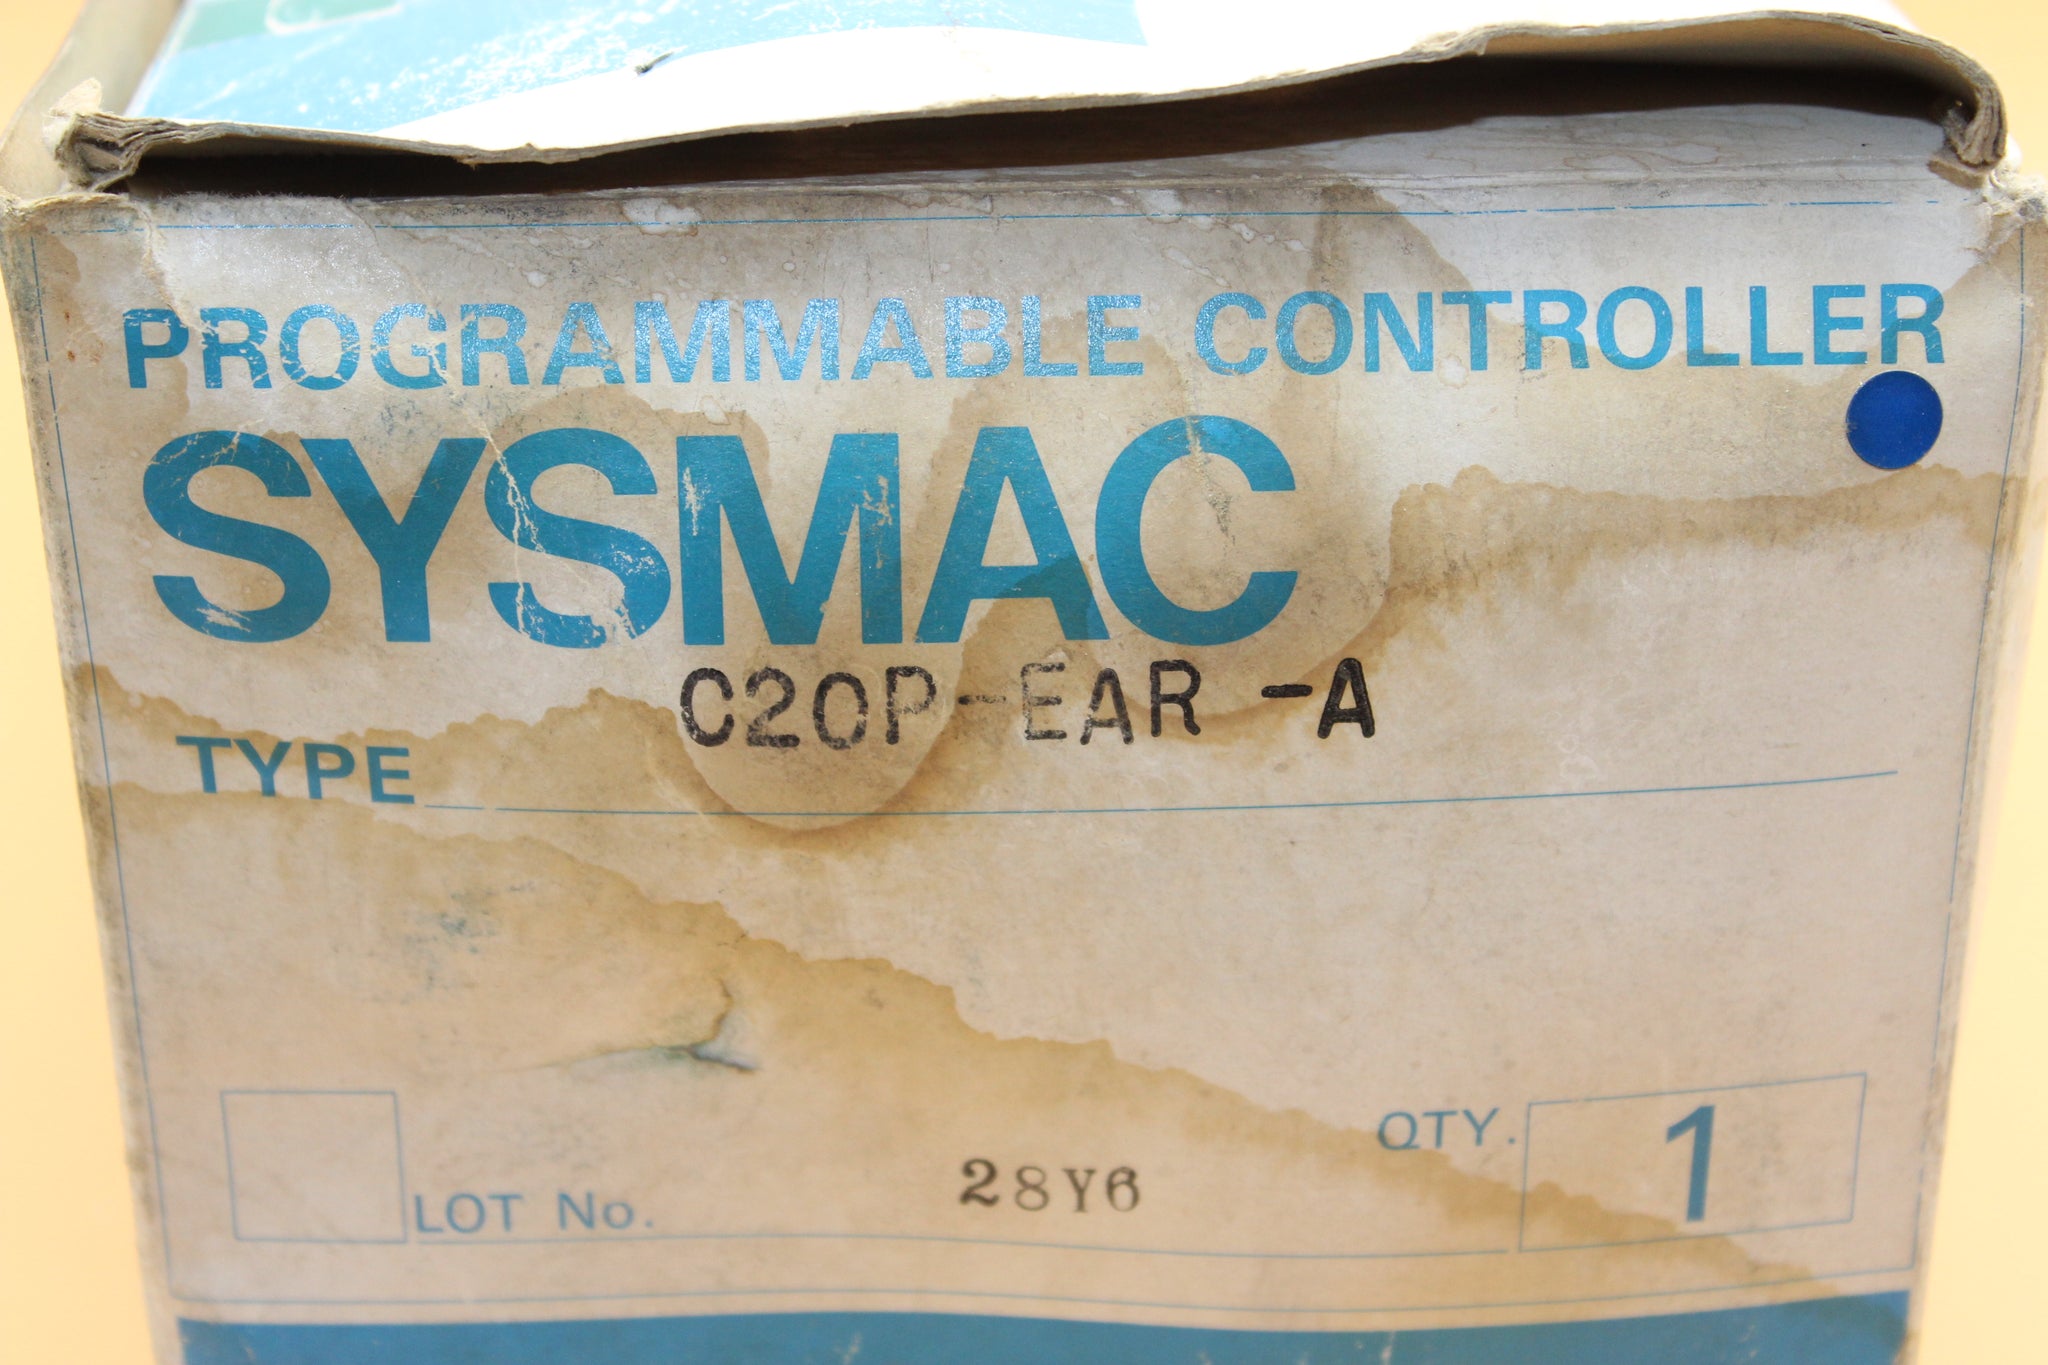 PROGRAMMABLE CONTROLLER
SYSMAC
C20P-EAR -A
TYPE
QTY. 1
LOT No. 28Y6